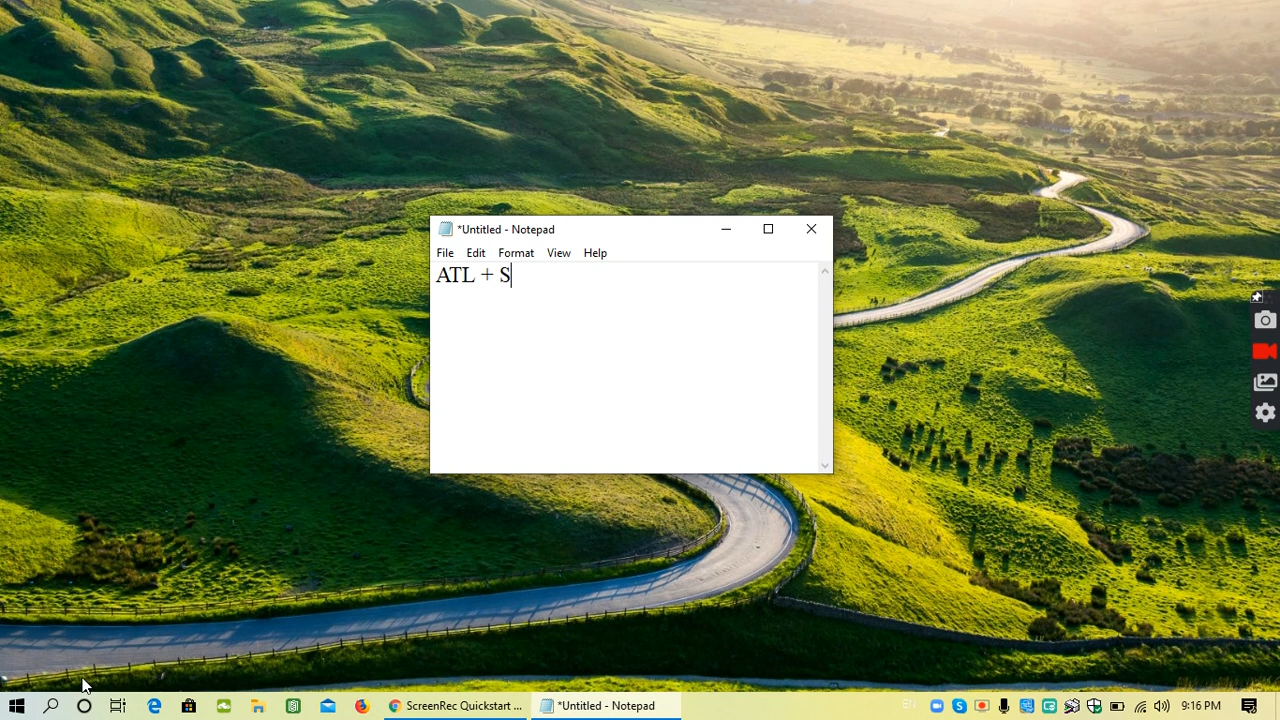 *Untitled - Notepad
File Edit Format View Help
ATL + S
ScreenRec Quickstart ...
*Untitled - Notepad
9:16 PM